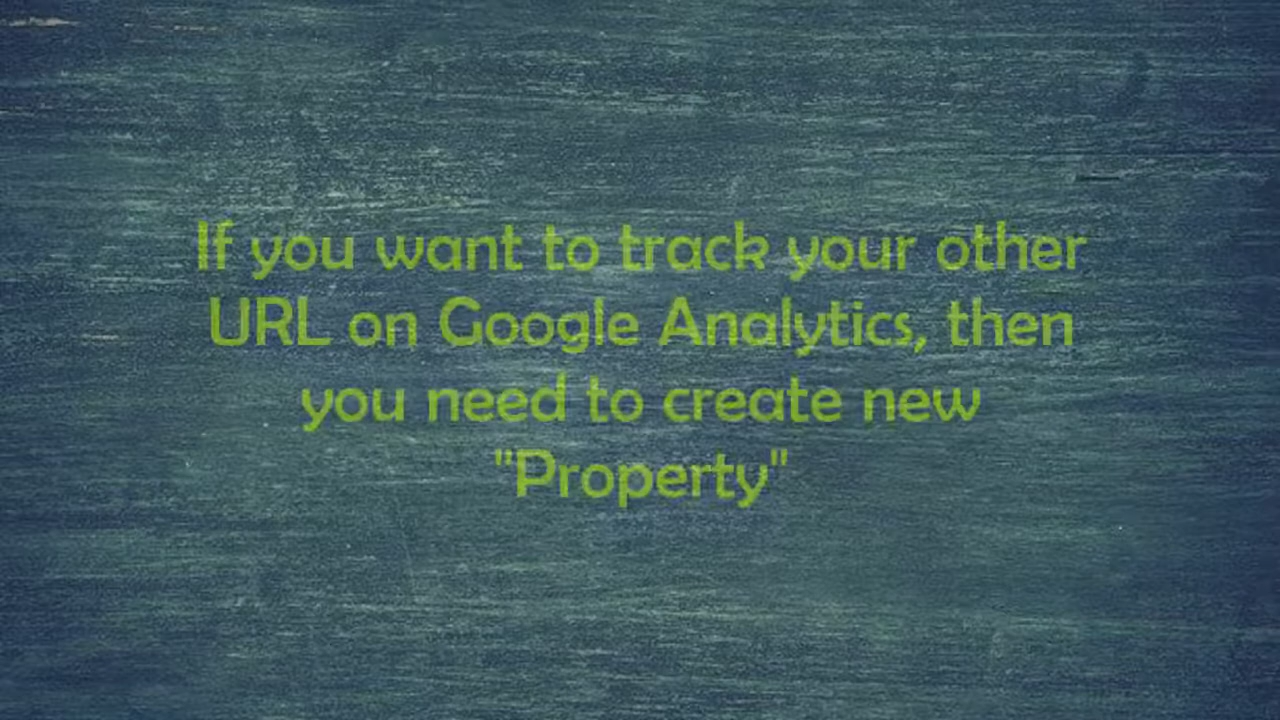 If you want to track your other
URL on Google Analytics, then
you need to create new
"Property"